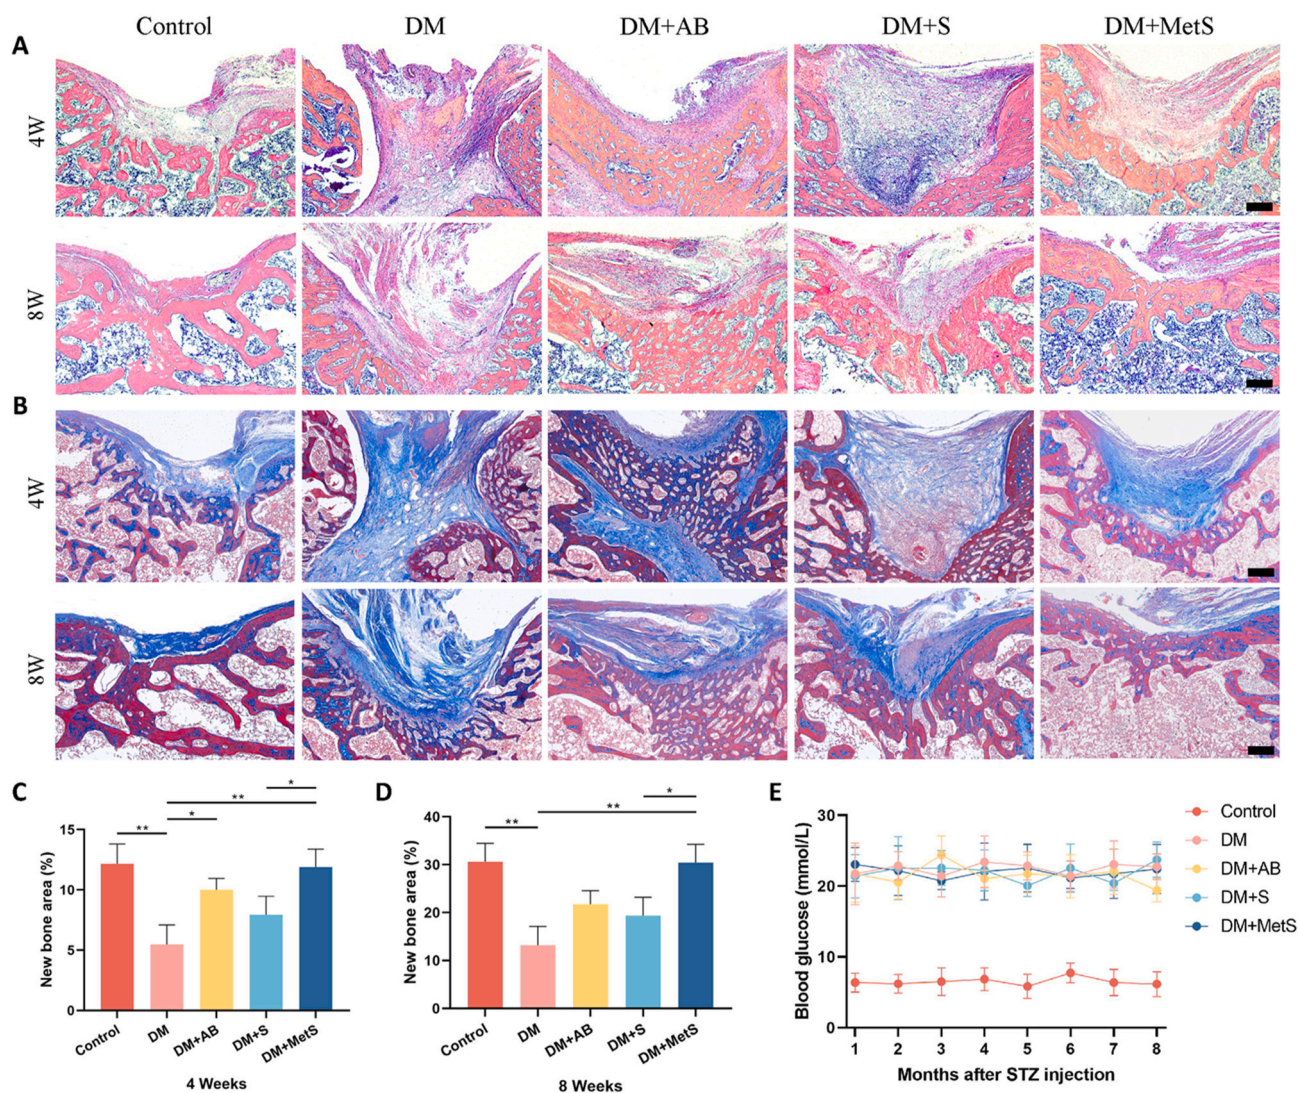 Control DM DM+AB DM+S DM+MetS
A
4W
8W
B
4W
8W
C
** * ** *
New bone area (%)
15
10
5
0
Control DM DM+AB DM+S DM+MetS
4 Weeks
D
** ** *
New bone area (%)
40
30
20
10
0
Control DM DM+AB DM+S DM+MetS
8 Weeks
E
Blood glucose (mmol/L)
30
20
10
0
1 2 3 4 5 6 7 8
Months after STZ injection
Control
DM
DM+AB
DM+S
DM+MetS